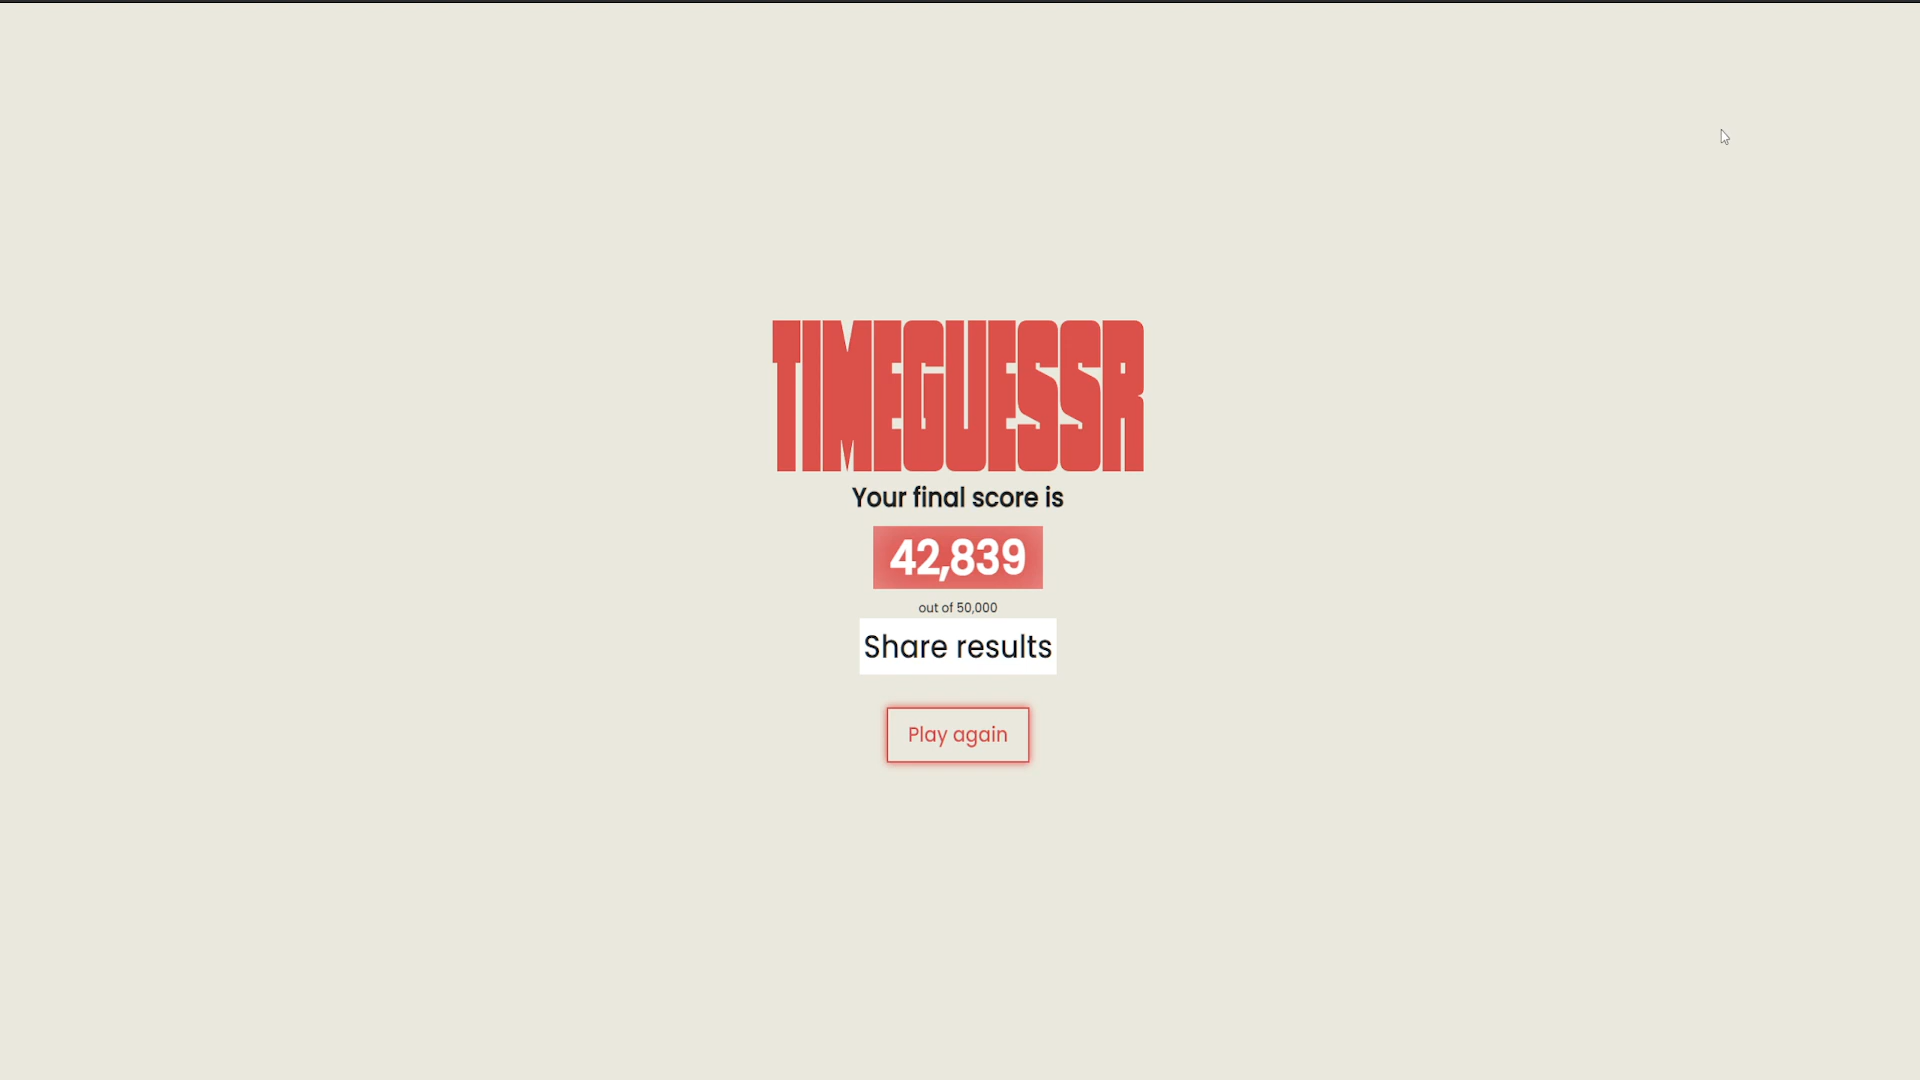 TIMEGUESSR
Your final score is
42,839
out of 50,000
Share results
Play again